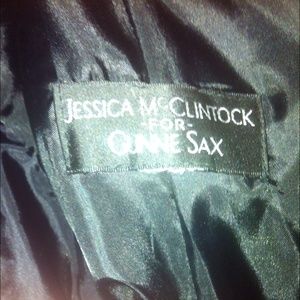 JESSICA MCCLINTOCK
-FOR-
GUNNE SAX